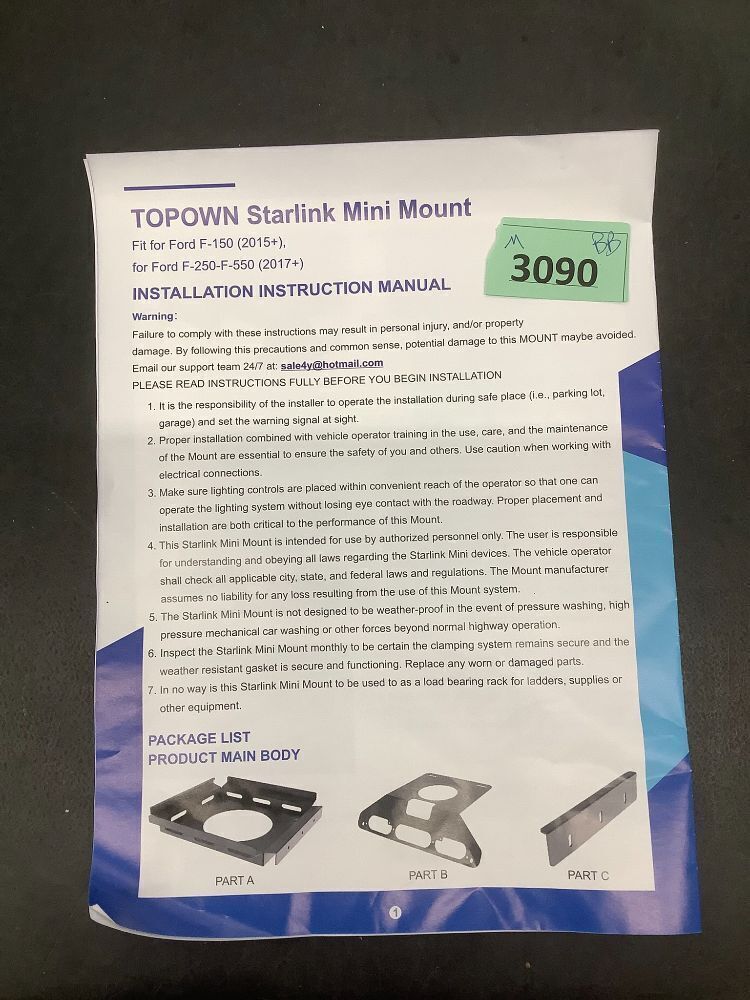 TOPOWN Starlink Mini Mount
Fit for Ford F-150 (2015+),
for Ford F-250-F-550 (2017+)
M BB
3090
INSTALLATION INSTRUCTION MANUAL
Warning:
Failure to comply with these instructions may result in personal injury, and/or property
damage. By following this precautions and common sense, potential damage to this MOUNT maybe avoided.
Email our support team 24/7 at: sale4y@hotmail.com
PLEASE READ INSTRUCTIONS FULLY BEFORE YOU BEGIN INSTALLATION
1. It is the responsibility of the installer to operate the installation during safe place (i.e., parking lot,
garage) and set the warning signal at sight.
2. Proper installation combined with vehicle operator training in the use, care, and the maintenance
of the Mount are essential to ensure the safety of you and others. Use caution when working with
electrical connections.
3. Make sure lighting controls are placed within convenient reach of the operator so that one can
operate the lighting system without losing eye contact with the roadway. Proper placement and
installation are both critical to the performance of this Mount.
4. This Starlink Mini Mount is intended for use by authorized personnel only. The user is responsible
for understanding and obeying all laws regarding the Starlink Mini devices. The vehicle operator
shall check all applicable city, state, and federal laws and regulations. The Mount manufacturer
assumes no liability for any loss resulting from the use of this Mount system.
5. The Starlink Mini Mount is not designed to be weather-proof in the event of pressure washing, high
pressure mechanical car washing or other forces beyond normal highway operation.
6. Inspect the Starlink Mini Mount monthly to be certain the clamping system remains secure and the
weather resistant gasket is secure and functioning. Replace any worn or damaged parts.
7. In no way is this Starlink Mini Mount to be used to as a load bearing rack for ladders, supplies or
other equipment.
PACKAGE LIST
PRODUCT MAIN BODY
PART A PART B PART C
1